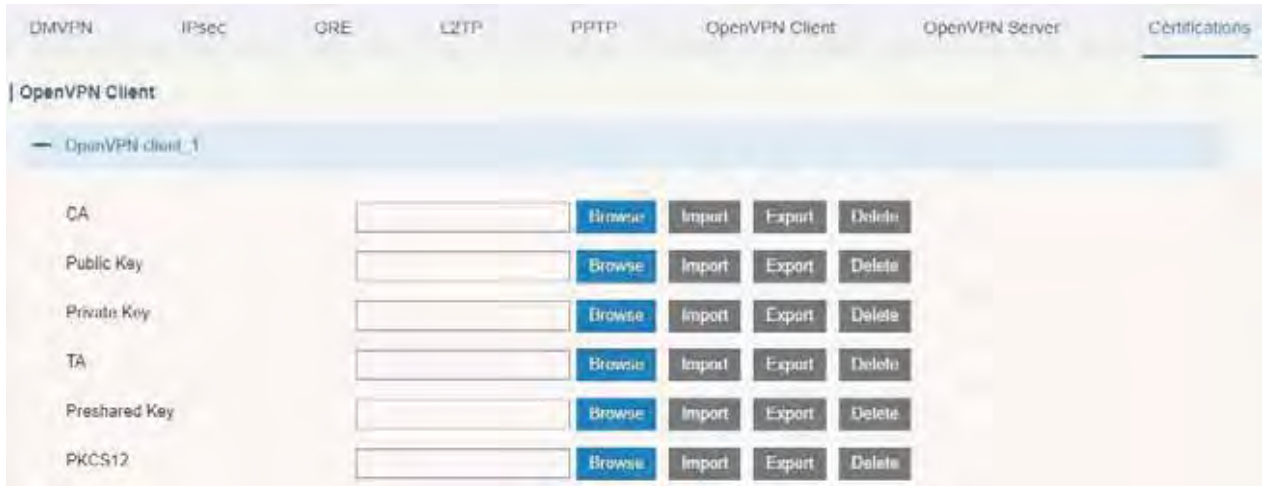 DMVPN IPsec GRE L2TP PPTP OpenVPN Client OpenVPN Server Certifications
OpenVPN Client
OpenVPN client_1
CA Browse Import Export Delete
Public Key Browse Import Export Delete
Private Key Browse Import Export Delete
TA Browse Import Export Delete
Preshared Key Browse Import Export Delete
PKCS12 Browse Import Export Delete